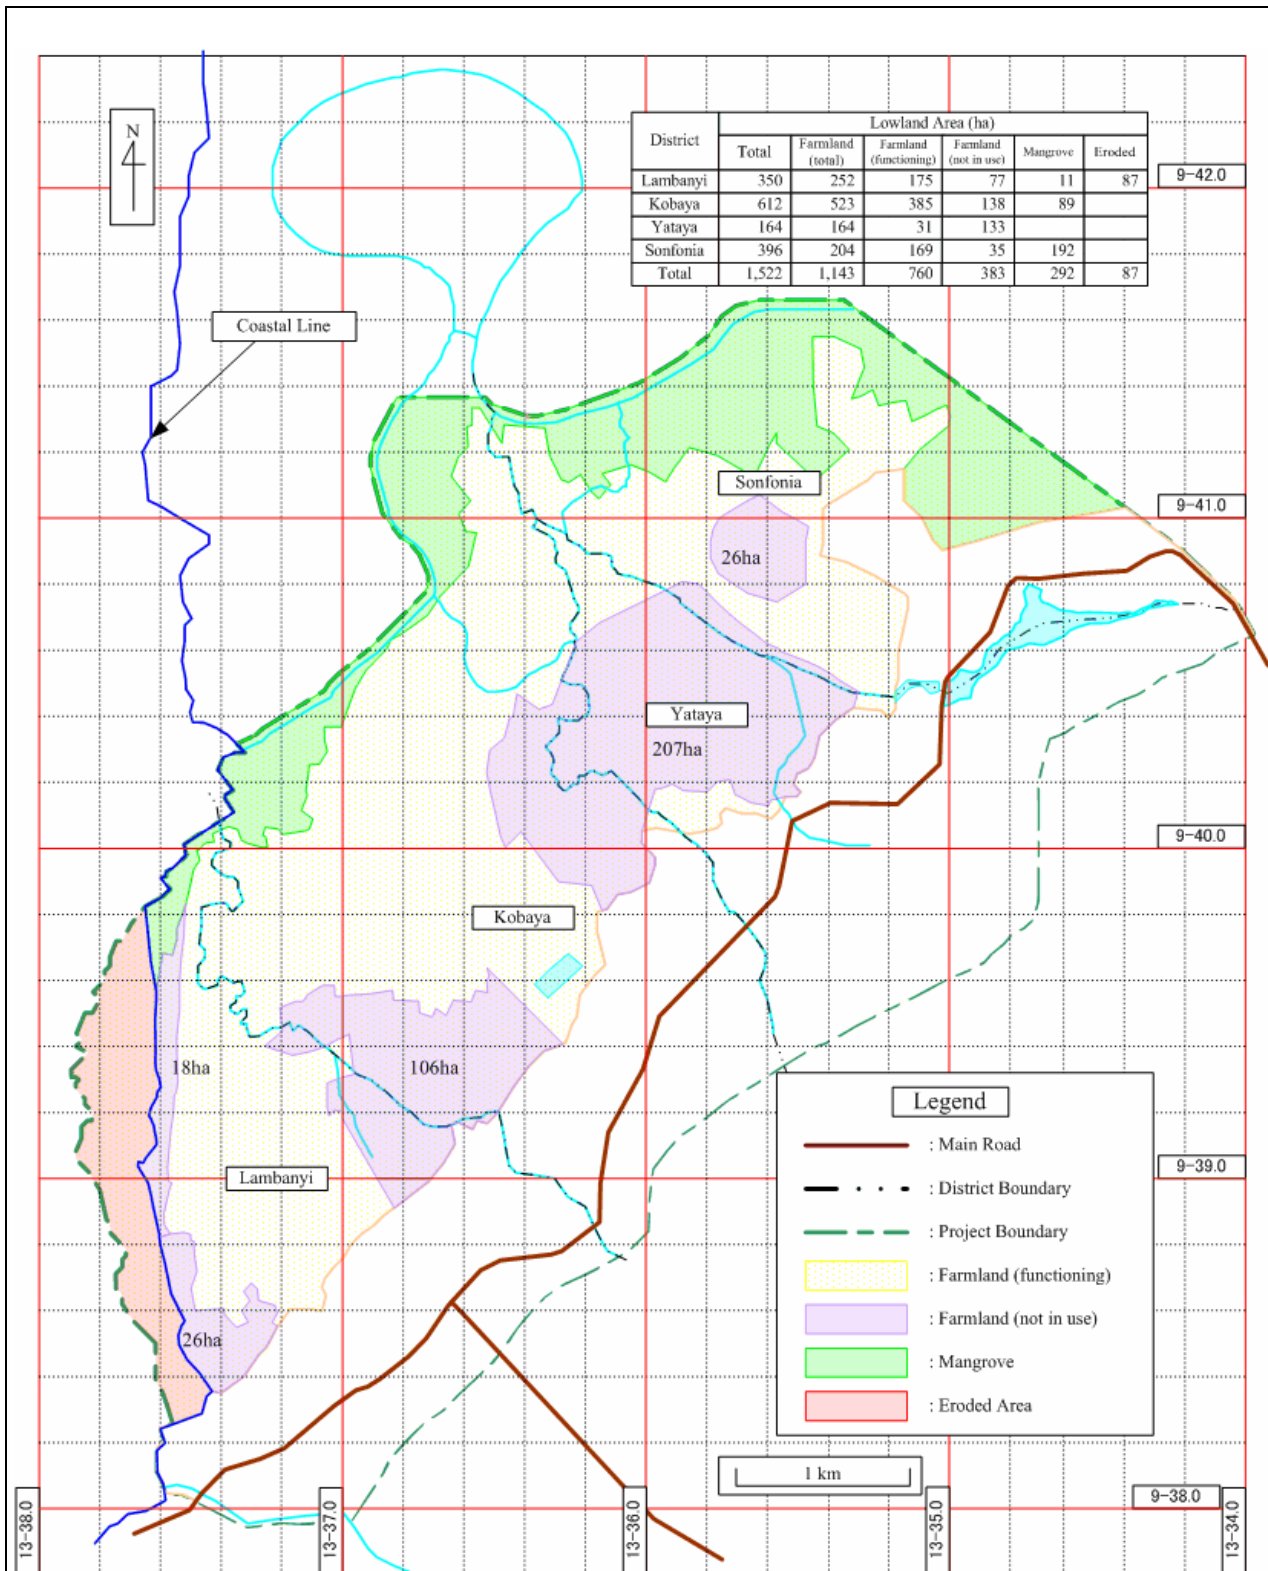 N
District
Lowland Area (ha)
Total
Farmland (total)
Farmland (functioning)
Farmland (not in use)
Mangrove
Eroded
Lambanyi 350 252 175 77 11 87
Kobaya 612 523 385 138 89
Yataya 164 164 31 133
Sonfonia 396 204 169 35 192
Total 1,522 1,143 760 383 292 87
9-42.0
Coastal Line
Sonfonia
9-41.0
26ha
Yataya
207ha
9-40.0
Kobaya
18ha
106ha
Lambanyi
9-39.0
26ha
Legend
: Main Road
: District Boundary
: Project Boundary
: Farmland (functioning)
: Farmland (not in use)
: Mangrove
: Eroded Area
1 km
9-38.0
13-38.0
13-37.0
13-36.0
13-35.0
13-34.0